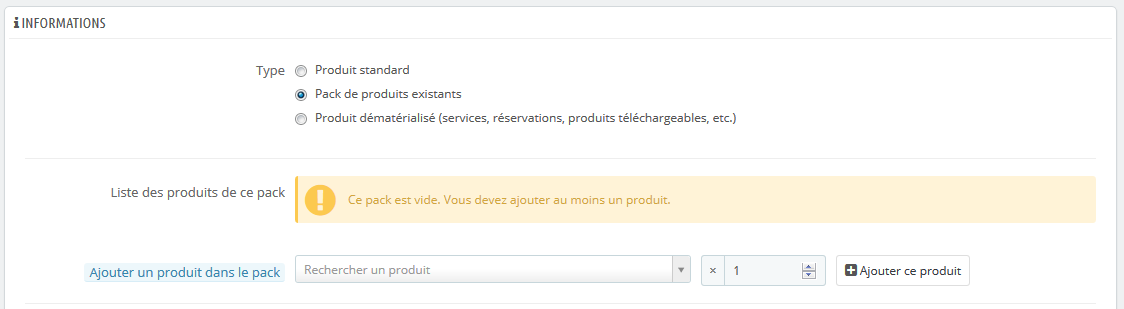 INFORMATIONS
Type
Produit standard
Pack de produits existants
Produit dématérialisé (services, réservations, produits téléchargeables, etc.)
Liste des produits de ce pack
Ce pack est vide. Vous devez ajouter au moins un produit.
Ajouter un produit dans le pack
Rechercher un produit
× 1
Ajouter ce produit